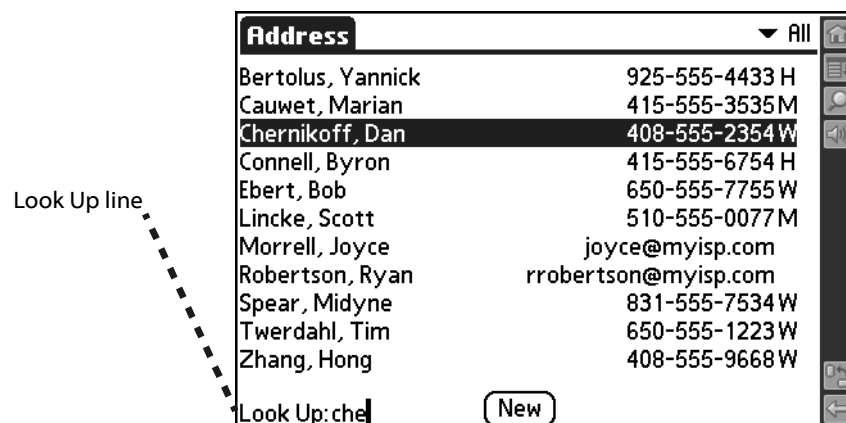 Address All
Bertolus, Yannick 925-555-4433 H
Cauwet, Marian 415-555-3535 M
Chernikoff, Dan 408-555-2354 W
Connell, Byron 415-555-6754 H
Ebert, Bob 650-555-7755 W
Look Up line
Lincke, Scott 510-555-0077 M
Morrell, Joyce joyce@myisp.com
Robertson, Ryan rrobertson@myisp.com
Spear, Midyne 831-555-7534 W
Twerdahl, Tim 650-555-1223 W
Zhang, Hong 408-555-9668 W
Look Up: che New